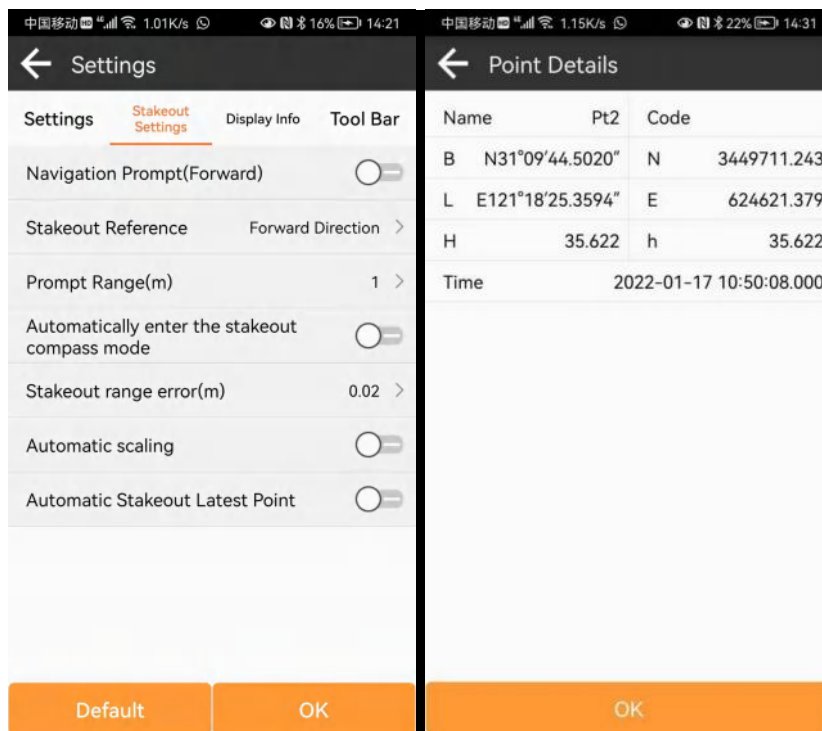 中国移动 HD 46 1.01K/s 16% 14:21
Settings
Settings Stakeout Settings Display Info Tool Bar
Navigation Prompt(Forward)
Stakeout Reference Forward Direction >
Prompt Range(m) 1 >
Automatically enter the stakeout
compass mode
Stakeout range error(m) 0.02 >
Automatic scaling
Automatic Stakeout Latest Point
Default OK
中国移动 HD 46 1.15K/s 22% 14:31
Point Details
Name Pt2 Code
B N31°09′44.5020″ N 3449711.243
L E121°18′25.3594″ E 624621.379
H 35.622 h 35.622
Time 2022-01-17 10:50:08.000
OK